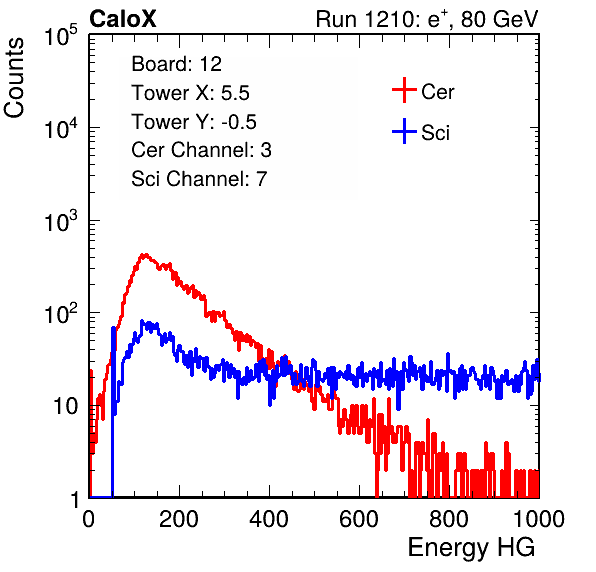 CaloX Run 1210: e⁺, 80 GeV
Counts
10⁵
10⁴
10³
10²
10
1
Board: 12
Tower X: 5.5
Tower Y: -0.5
Cer Channel: 3
Sci Channel: 7
Cer
Sci
0 200 400 600 800 1000
Energy HG